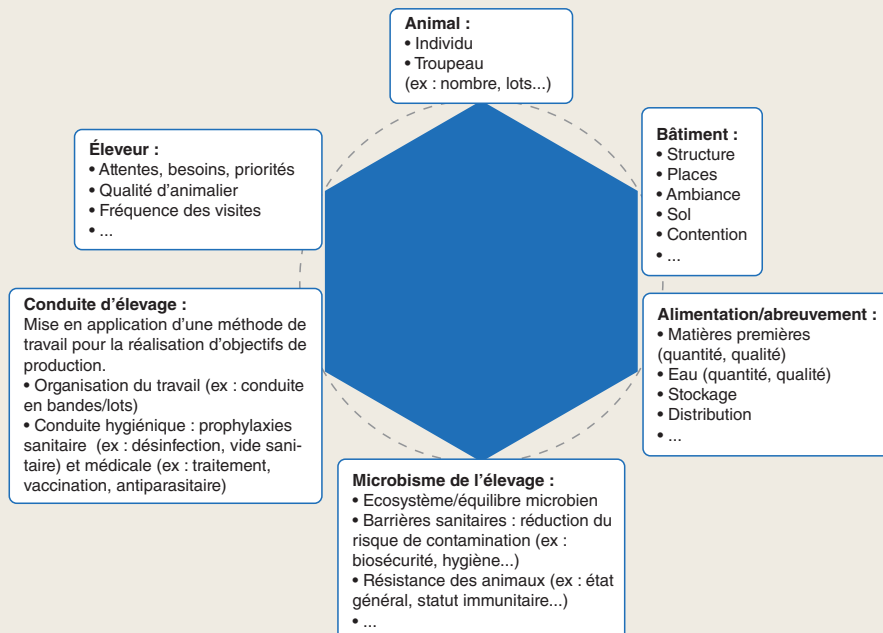 Animal :
• Individu
• Troupeau
(ex : nombre, lots...)
Bâtiment :
• Structure
• Places
• Ambiance
• Sol
• Contention
• ...
Éleveur :
• Attentes, besoins, priorités
• Qualité d'animalier
• Fréquence des visites
• ...
Conduite d'élevage :
Mise en application d'une méthode de
travail pour la réalisation d'objectifs de
production.
• Organisation du travail (ex : conduite
en bandes/lots)
• Conduite hygiénique : prophylaxies
sanitaire (ex : désinfection, vide sani-
taire) et médicale (ex : traitement,
vaccination, antiparasitaire)
Alimentation/abreuvement :
• Matières premières
(quantité, qualité)
• Eau (quantité, qualité)
• Stockage
• Distribution
• ...
Microbisme de l'élevage :
• Ecosystème/équilibre microbien
• Barrières sanitaires : réduction du
risque de contamination (ex :
biosécurité, hygiène...)
• Résistance des animaux (ex : état
général, statut immunitaire...)
• ...